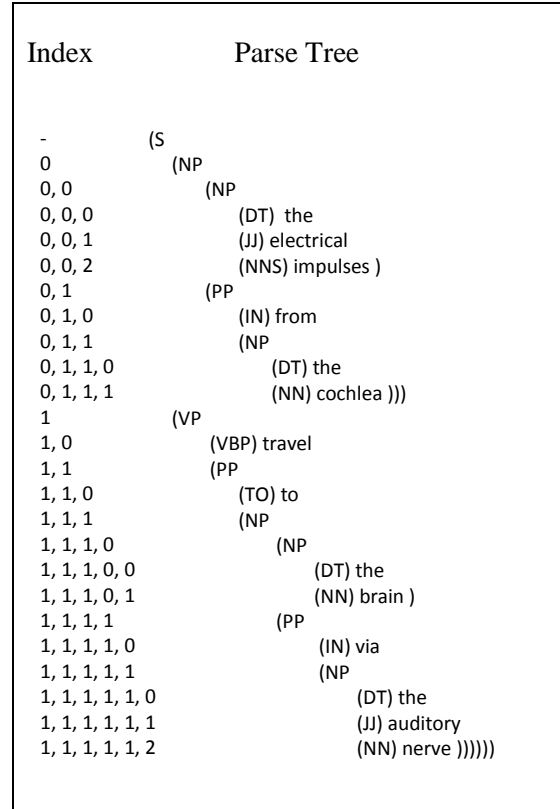 Index Parse Tree
- (S
0 (NP
0, 0 (NP
0, 0, 0 (DT) the
0, 0, 1 (JJ) electrical
0, 0, 2 (NNS) impulses )
0, 1 (PP
0, 1, 0 (IN) from
0, 1, 1 (NP
0, 1, 1, 0 (DT) the
0, 1, 1, 1 (NN) cochlea )))
1 (VP
1, 0 (VBP) travel
1, 1 (PP
1, 1, 0 (TO) to
1, 1, 1 (NP
1, 1, 1, 0 (NP
1, 1, 1, 0, 0 (DT) the
1, 1, 1, 0, 1 (NN) brain )
1, 1, 1, 1 (PP
1, 1, 1, 1, 0 (IN) via
1, 1, 1, 1, 1 (NP
1, 1, 1, 1, 1, 0 (DT) the
1, 1, 1, 1, 1, 1 (JJ) auditory
1, 1, 1, 1, 1, 2 (NN) nerve ))))))